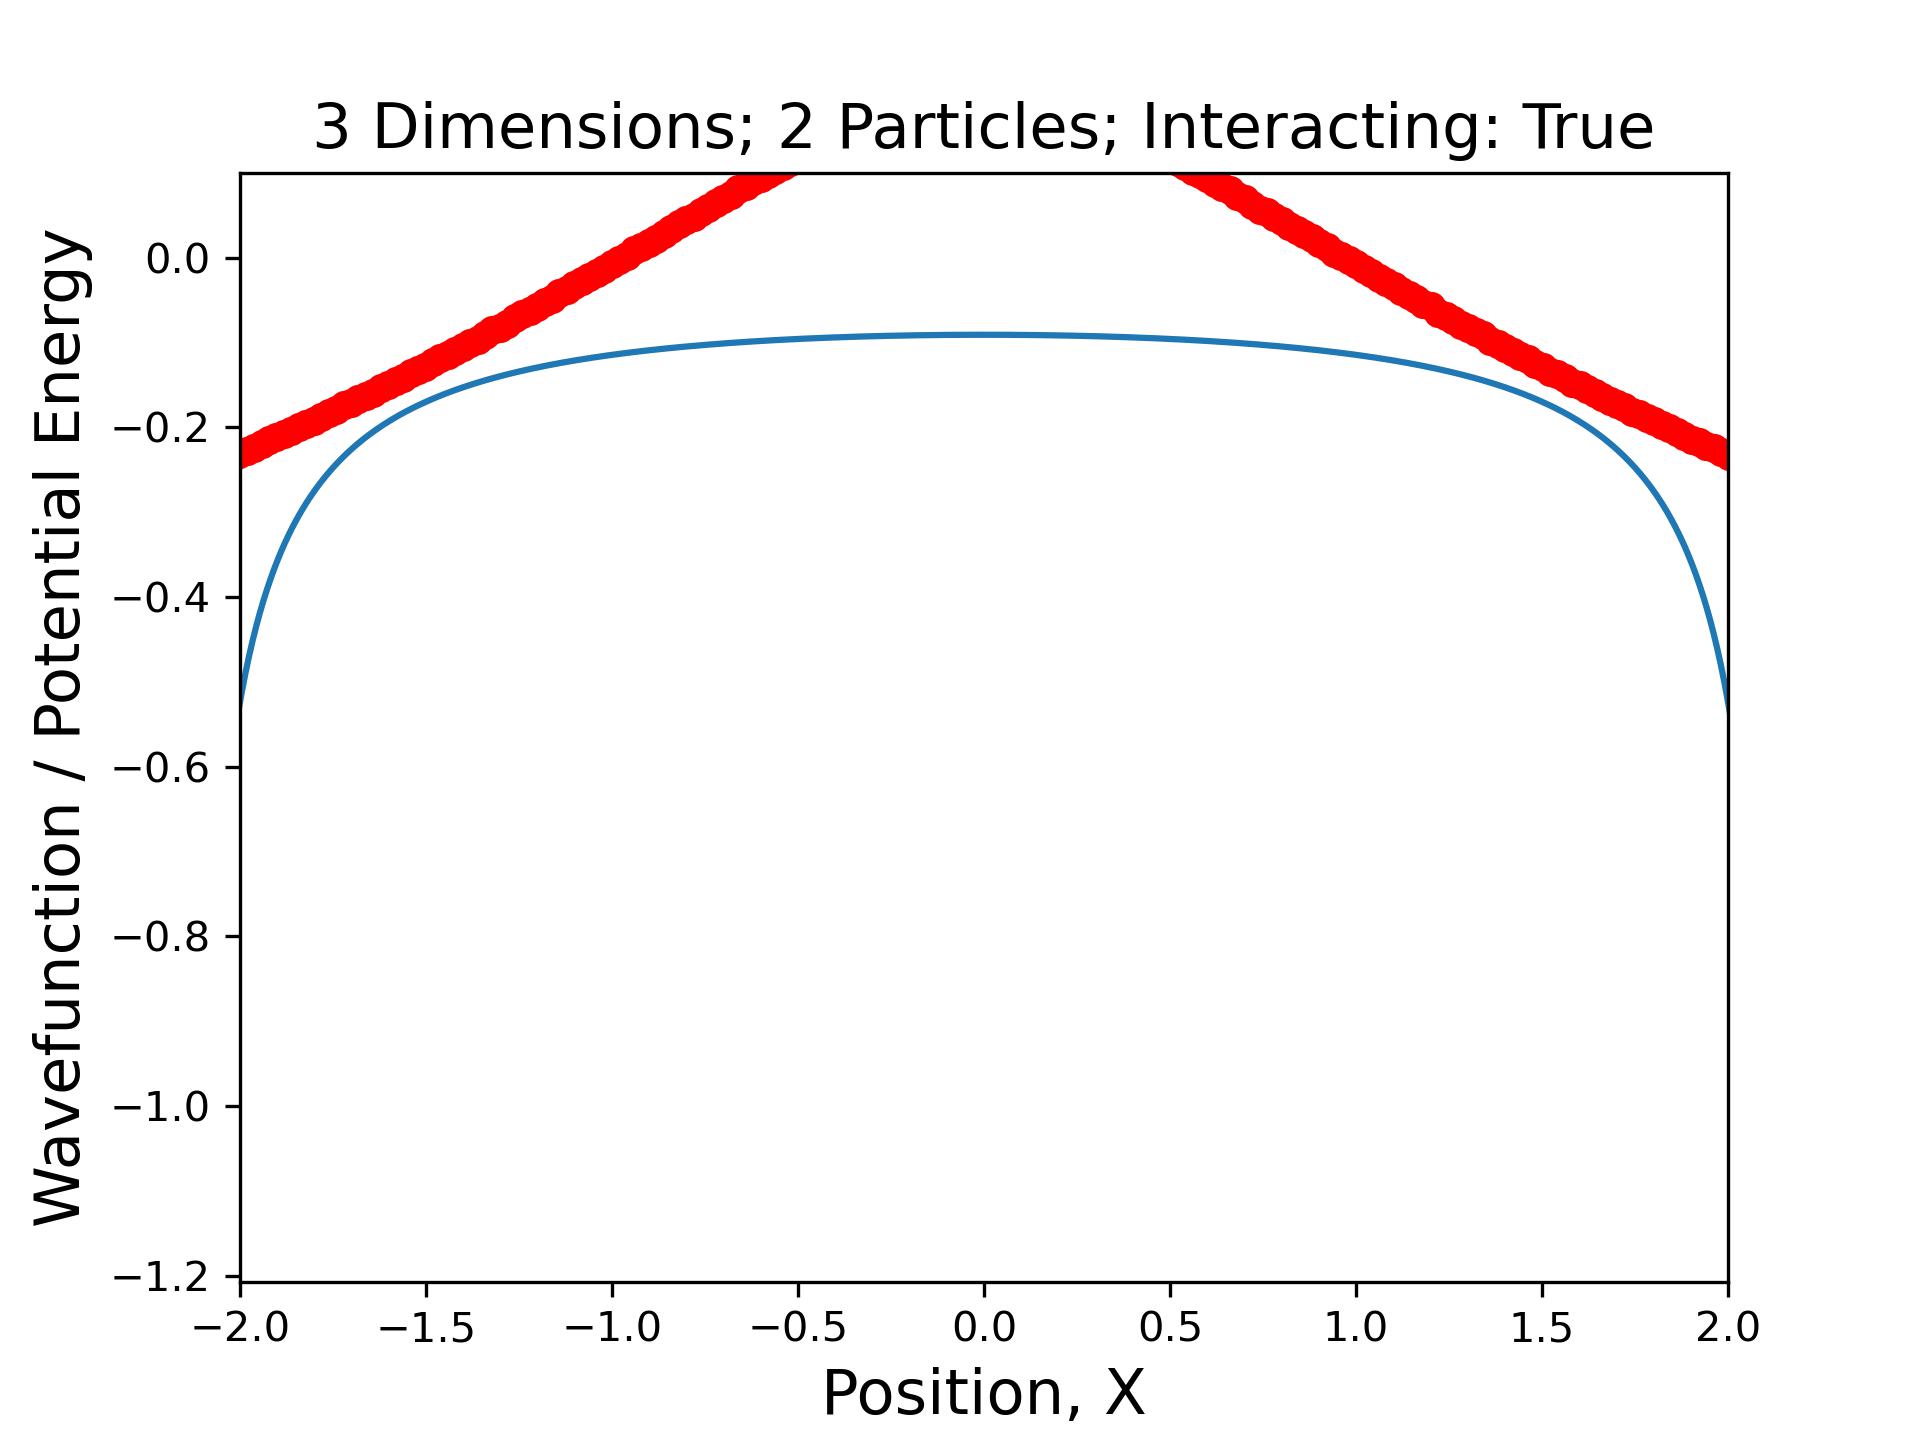 3 Dimensions; 2 Particles; Interacting: True
Wavefunction / Potential Energy
0.0
−0.2
−0.4
−0.6
−0.8
−1.0
−1.2
−2.0 −1.5 −1.0 −0.5 0.0 0.5 1.0 1.5 2.0
Position, X